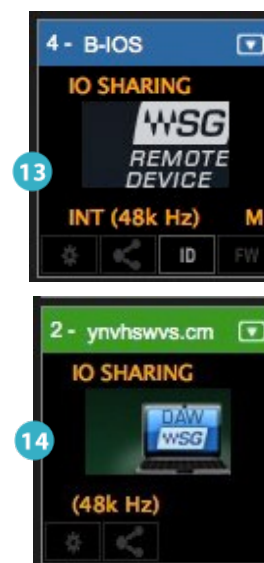 4 - B-IOS
IO SHARING
WSG
REMOTE
DEVICE
13
INT (48k Hz) M
ID FW
2 - ynvhswvs.cm
IO SHARING
DAW
WSG
14
(48k Hz)